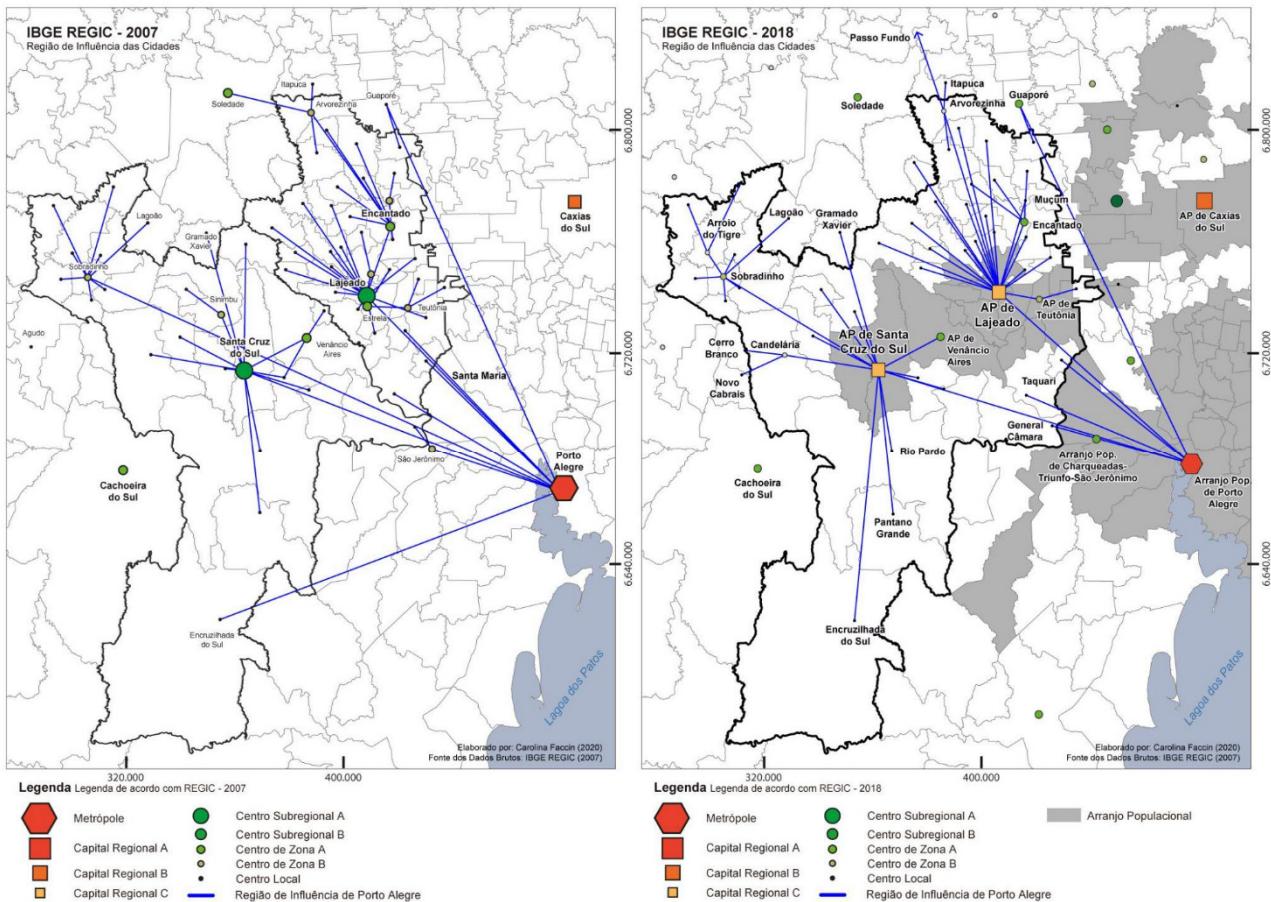 IBGE REGIC - 2007
Região de Influência das Cidades
Itapuca
Guaporé
Soledade
Arvorezinha
Lagoão
Gramado
Xavier
Encantado
Caxias
do Sul
Sobradinho
Lajeado
Sinimbu
Teutônia
Estrela
Agudo
Santa Cruz
do Sul
Venâncio
Aires
Santa Maria
São Jerônimo
Porto
Alegre
Cachoeira
do Sul
Encruzilhada
do Sul
Lagoa dos Patos
Elaborado por: Carolina Faccin (2020)
Fonte dos Dados Brutos: IBGE REGIC (2007)
6.800.000
6.720.000
6.640.000
320.000
400.000
Legenda Legenda de acordo com REGIC - 2007
Metrópole
Capital Regional A
Capital Regional B
Capital Regional C
Centro Subregional A
Centro Subregional B
Centro de Zona A
Centro de Zona B
Centro Local
Região de Influência de Porto Alegre
IBGE REGIC - 2018
Região de Influência das Cidades
Passo Fundo
Itapuca
Soledade
Arvorezinha
Guaporé
Arroio
do Tigre
Lagoão
Gramado
Xavier
Muçum
Encantado
AP de Caxias
do Sul
Sobradinho
AP de
Lajeado
AP de
Teutônia
AP de Santa
Cruz do Sul
Cerro
Branco
Candelária
AP de
Venâncio
Aires
Novo
Cabrais
Taquari
General
Câmara
Rio Pardo
Arranjo Pop.
de Charqueadas-
Triunfo-São Jerônimo
Arranjo Pop.
de Porto
Alegre
Cachoeira
do Sul
Pantano
Grande
Encruzilhada
do Sul
Lagoa dos Patos
Elaborado por: Carolina Faccin (2020)
Fonte dos Dados Brutos: IBGE REGIC (2007)
6.800.000
6.720.000
6.640.000
320.000
400.000
Legenda Legenda de acordo com REGIC - 2018
Metrópole
Capital Regional A
Capital Regional B
Capital Regional C
Centro Subregional A
Centro Subregional B
Centro de Zona A
Centro de Zona B
Centro Local
Região de Influência de Porto Alegre
Arranjo Populacional